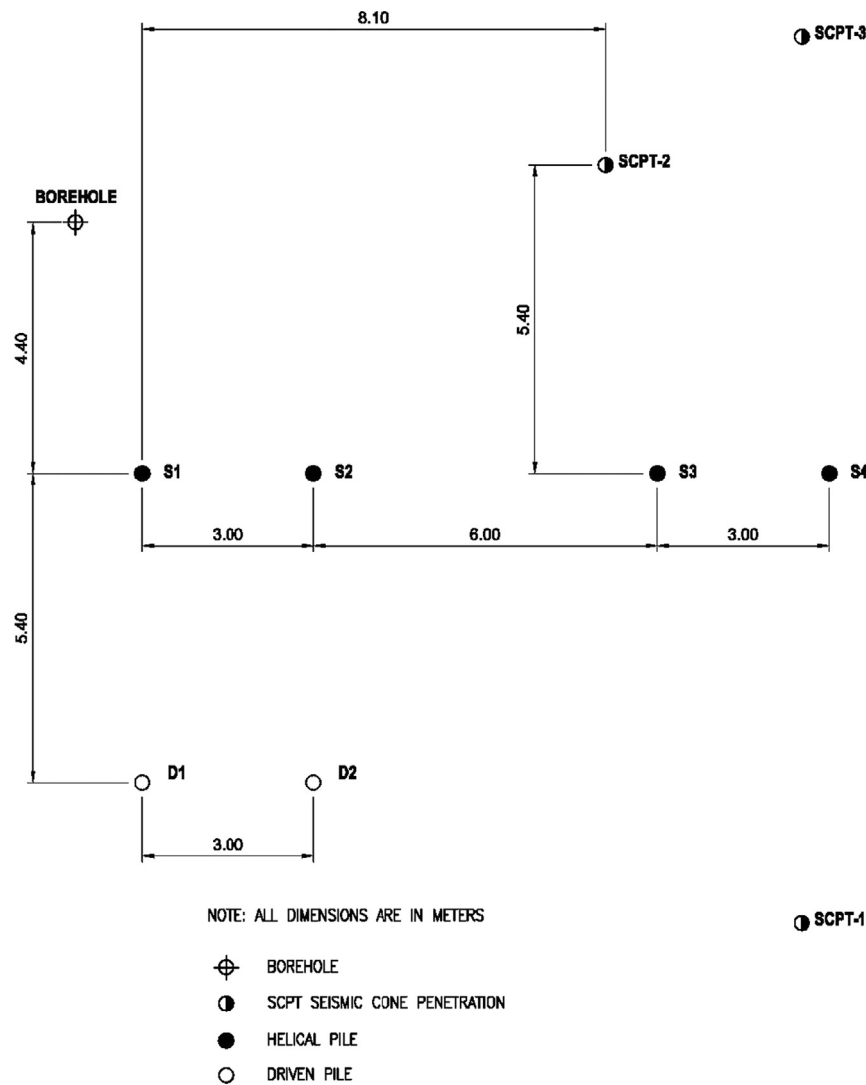 8.10
SCPT-3
SCPT-2
BOREHOLE
4.40
5.40
S1
S2
S3
S4
3.00
6.00
3.00
5.40
D1
D2
3.00
NOTE: ALL DIMENSIONS ARE IN METERS
SCPT-1
BOREHOLE
SCPT SEISMIC CONE PENETRATION
HELICAL PILE
DRIVEN PILE